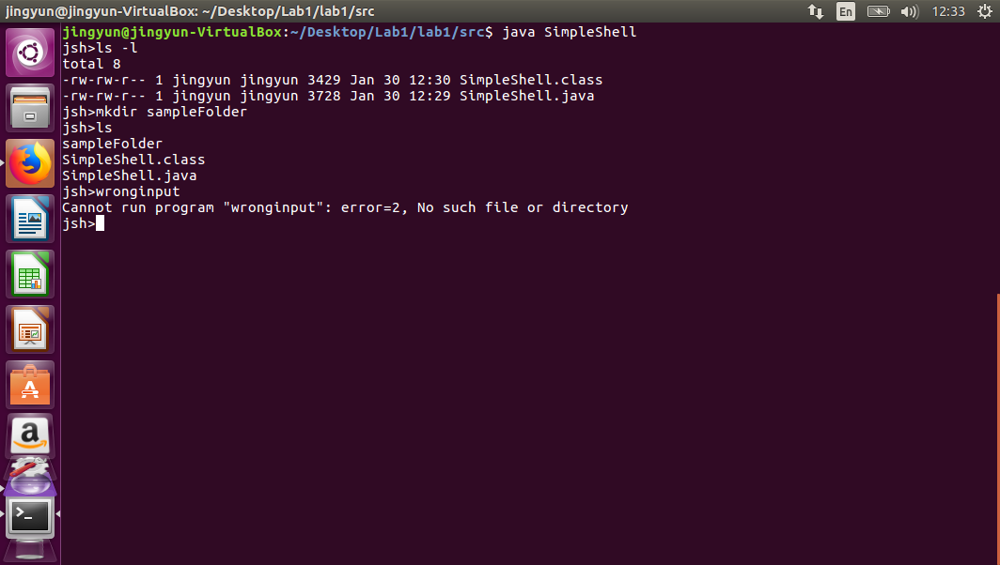 jingyun@jingyun-VirtualBox: ~/Desktop/Lab1/lab1/src
En
12:33
jingyun@jingyun-VirtualBox:~/Desktop/Lab1/lab1/src$ java SimpleShell
jsh>ls -l
total 8
-rw-rw-r-- 1 jingyun jingyun 3429 Jan 30 12:30 SimpleShell.class
-rw-rw-r-- 1 jingyun jingyun 3728 Jan 30 12:29 SimpleShell.java
jsh>mkdir sampleFolder
jsh>ls
sampleFolder
SimpleShell.class
SimpleShell.java
jsh>wronginput
Cannot run program "wronginput": error=2, No such file or directory
jsh>
A
a
>_